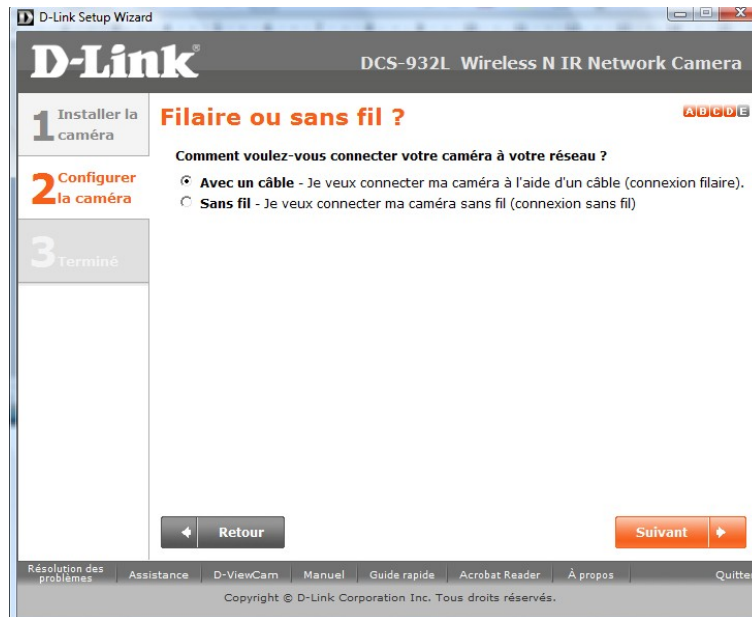 D-Link Setup Wizard
D-Link®
DCS-932L Wireless N IR Network Camera
1 Installer la
caméra
2 Configurer
la caméra
3 Terminé
Filaire ou sans fil ?
A B C D E
Comment voulez-vous connecter votre caméra à votre réseau ?
Avec un câble - Je veux connecter ma caméra à l'aide d'un câble (connexion filaire).
Sans fil - Je veux connecter ma caméra sans fil (connexion sans fil)
Retour
Suivant
Résolution des
problèmes
Assistance
D-ViewCam
Manuel
Guide rapide
Acrobat Reader
À propos
Quitter
Copyright © D-Link Corporation Inc. Tous droits réservés.